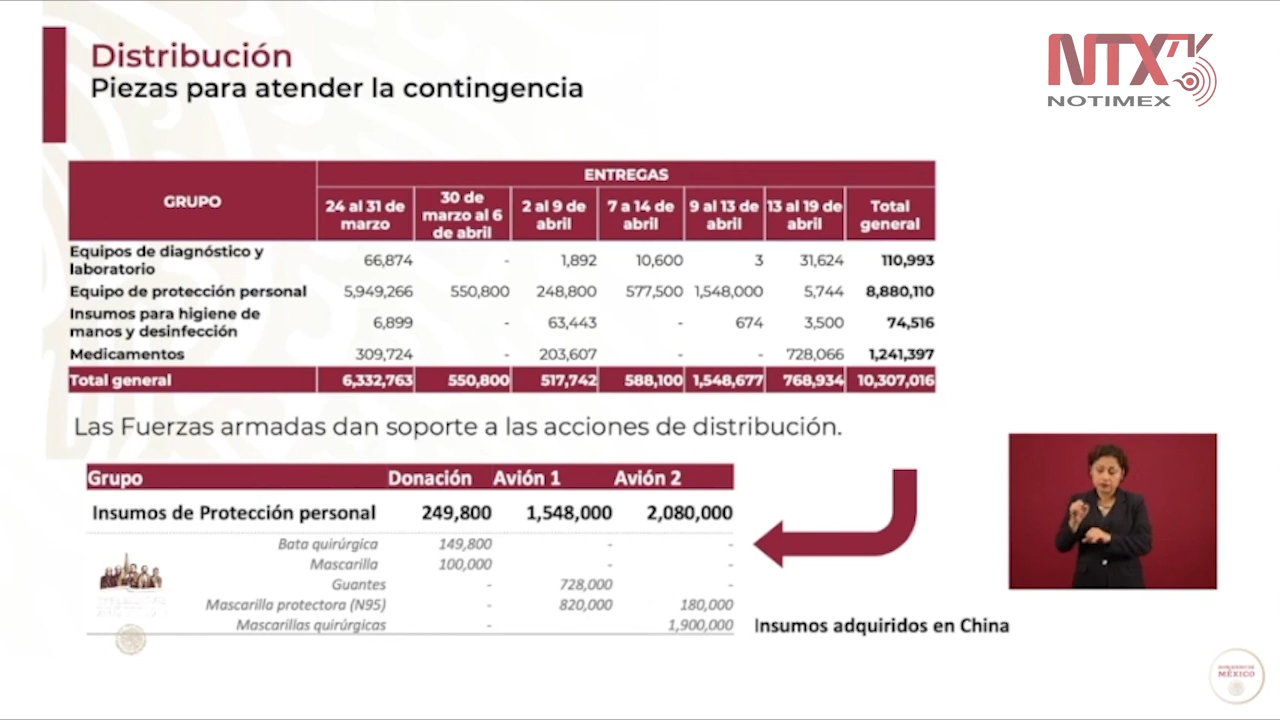 Distribución
Piezas para atender la contingencia
NTX
NOTIMEX
GRUPO ENTREGAS
24 al 31 de marzo 30 de marzo al 6 de abril 2 al 9 de abril 7 a 14 de abril 9 al 13 de abril 13 al 19 de abril Total general
Equipos de diagnóstico y laboratorio 66,874 - 1,892 10,600 3 31,624 110,993
Equipo de protección personal 5,949,266 550,800 248,800 577,500 1,548,000 5,744 8,880,110
Insumos para higiene de manos y desinfección 6,899 - 63,443 - 674 3,500 74,516
Medicamentos 309,724 - 203,607 - - 728,066 1,241,397
Total general 6,332,763 550,800 517,742 588,100 1,548,677 768,934 10,307,016
Las Fuerzas armadas dan soporte a las acciones de distribución.
Grupo Donación Avión 1 Avión 2
Insumos de Protección personal 249,800 1,548,000 2,080,000
Bata quirúrgica 149,800 - -
Mascarilla 100,000 - -
Guantes - 728,000 -
Mascarilla protectora (N95) - 820,000 180,000
Mascarillas quirúrgicas - 1,900,000
Insumos adquiridos en China
GOBIERNO DE
MÉXICO